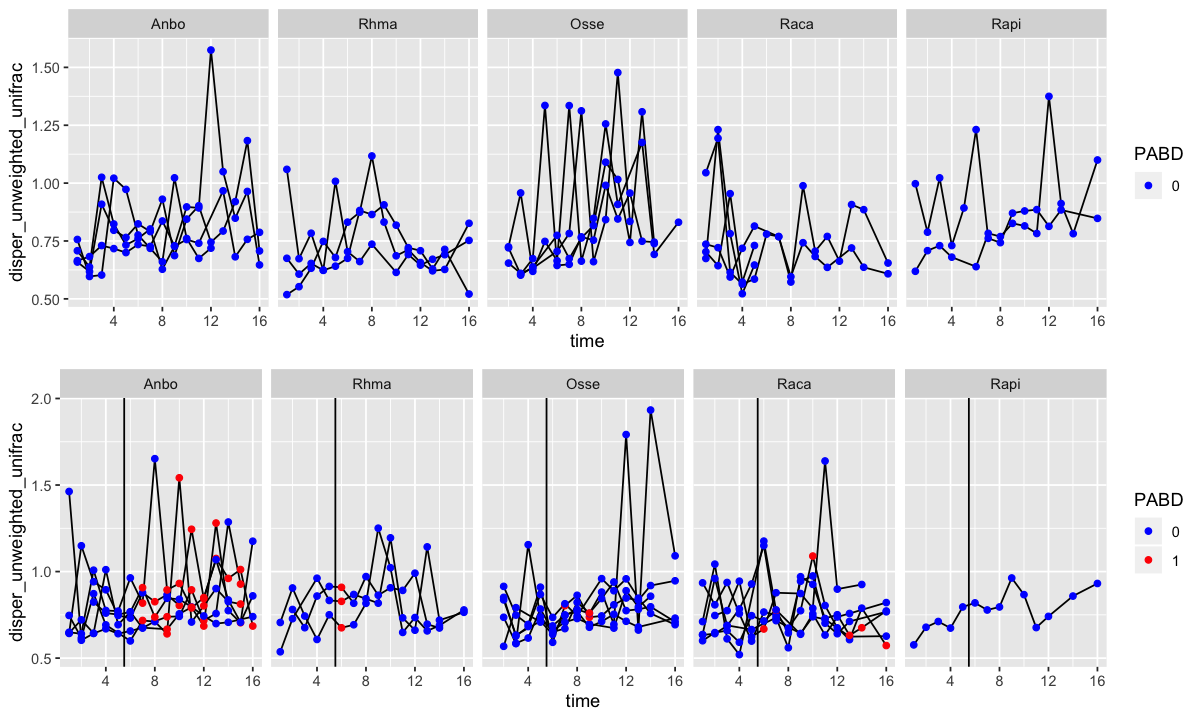 Anbo Rhma Osse Raca Rapi
disper_unweighted_unifrac
1.50
1.25
1.00
0.75
0.50
4 8 12 16 4 8 12 16 4 8 12 16 4 8 12 16 4 8 12 16
time
PABD
0
Anbo Rhma Osse Raca Rapi
disper_unweighted_unifrac
2.0
1.5
1.0
0.5
4 8 12 16 4 8 12 16 4 8 12 16 4 8 12 16 4 8 12 16
time
PABD
0
1